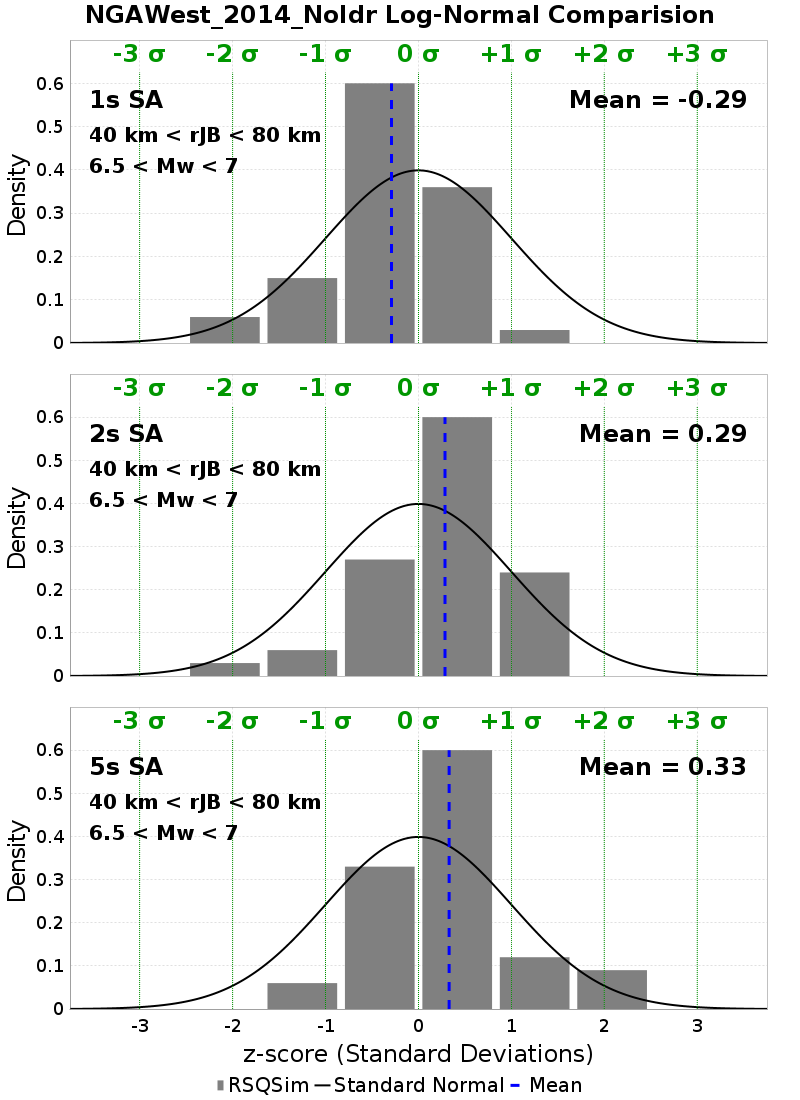 NGAWest_2014_NoIdr Log-Normal Comparision
-3 σ -2 σ -1 σ 0 σ +1 σ +2 σ +3 σ
1s SA Mean = -0.29
40 km < rJB < 80 km
6.5 < Mw < 7
Density
0.6
0.5
0.4
0.3
0.2
0.1
0
-3 σ -2 σ -1 σ 0 σ +1 σ +2 σ +3 σ
2s SA Mean = 0.29
40 km < rJB < 80 km
6.5 < Mw < 7
Density
0.6
0.5
0.4
0.3
0.2
0.1
0
-3 σ -2 σ -1 σ 0 σ +1 σ +2 σ +3 σ
5s SA Mean = 0.33
40 km < rJB < 80 km
6.5 < Mw < 7
Density
0.6
0.5
0.4
0.3
0.2
0.1
0
-3 -2 -1 0 1 2 3
z-score (Standard Deviations)
RSQSim Standard Normal Mean